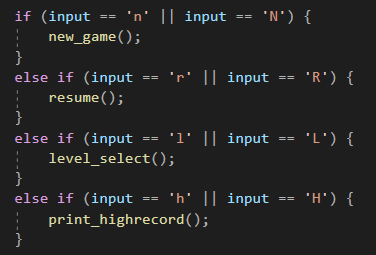 if (input == 'n' || input == 'N') {
    new_game();
}
else if (input == 'r' || input == 'R') {
    resume();
}
else if (input == 'l' || input == 'L') {
    level_select();
}
else if (input == 'h' || input == 'H') {
    print_highrecord();
}